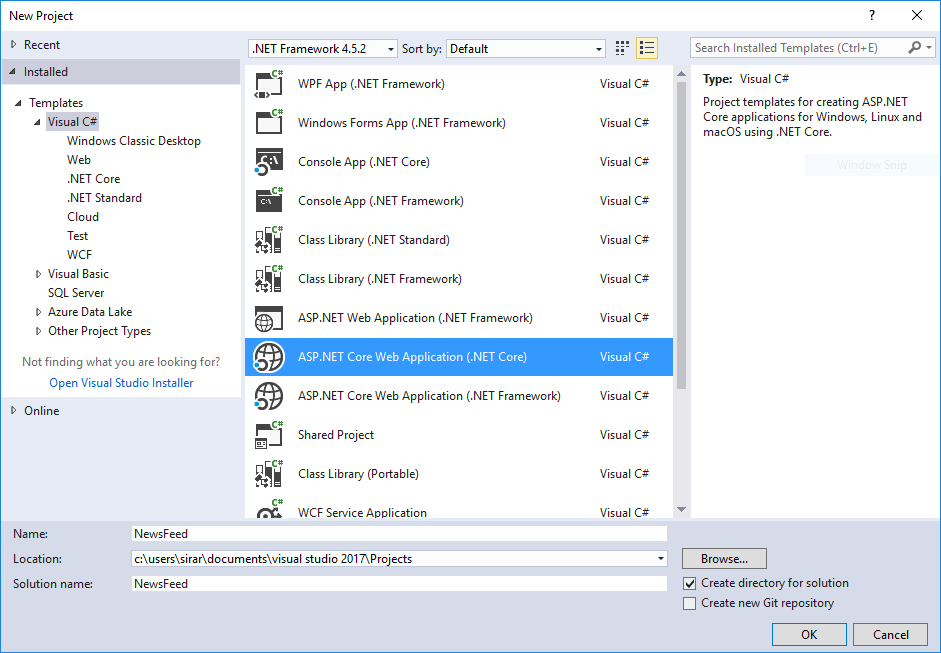 New Project
?
Recent
Installed
Templates
Visual C#
Windows Classic Desktop
Web
.NET Core
.NET Standard
Cloud
Test
WCF
Visual Basic
SQL Server
Azure Data Lake
Other Project Types
Not finding what you are looking for?
Open Visual Studio Installer
Online
.NET Framework 4.5.2 Sort by: Default
C# WPF App (.NET Framework) Visual C#
C# Windows Forms App (.NET Framework) Visual C#
C:\ Console App (.NET Core) Visual C#
C# C:\ Console App (.NET Framework) Visual C#
C# Class Library (.NET Standard) Visual C#
C# Class Library (.NET Framework) Visual C#
ASP.NET Web Application (.NET Framework) Visual C#
ASP.NET Core Web Application (.NET Core) Visual C#
ASP.NET Core Web Application (.NET Framework) Visual C#
C# Shared Project Visual C#
C# Class Library (Portable) Visual C#
C# WCF Service Application Visual C#
Search Installed Templates (Ctrl+E)
Type: Visual C#
Project templates for creating ASP.NET
Core applications for Windows, Linux and
macOS using .NET Core.
Window Snip
Name: NewsFeed
Location: c:\users\sirar\documents\visual studio 2017\Projects
Solution name: NewsFeed
Browse...
Create directory for solution
Create new Git repository
OK Cancel